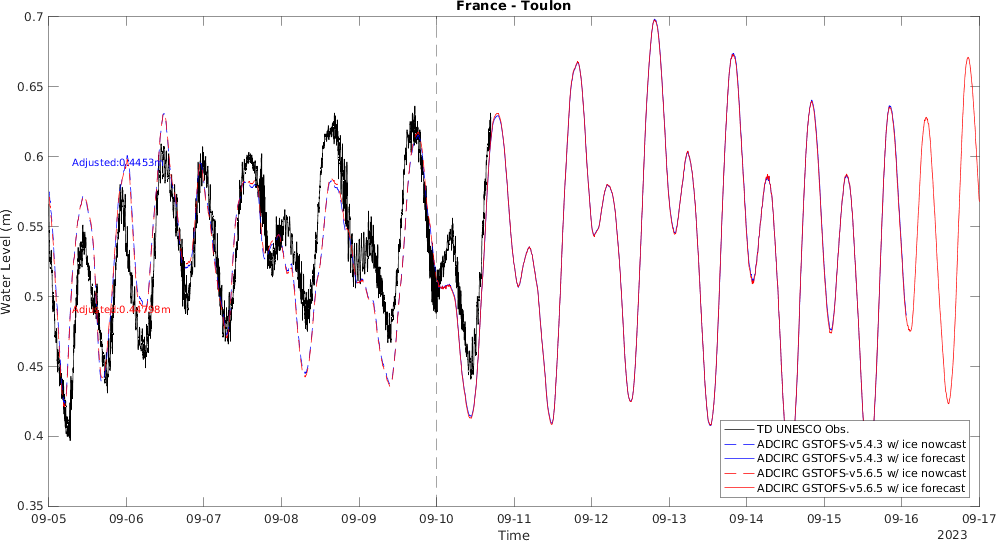 France - Toulon
Water Level (m)
0.7
0.65
0.6
0.55
0.5
0.45
0.4
0.35
Adjusted:0.4453m
Adjusted:0.44798m
TD UNESCO Obs.
ADCIRC GSTOFS-v5.4.3 w/ ice nowcast
ADCIRC GSTOFS-v5.4.3 w/ ice forecast
ADCIRC GSTOFS-v5.6.5 w/ ice nowcast
ADCIRC GSTOFS-v5.6.5 w/ ice forecast
09-05 09-06 09-07 09-08 09-09 09-10 09-11 09-12 09-13 09-14 09-15 09-16 09-17
Time
2023